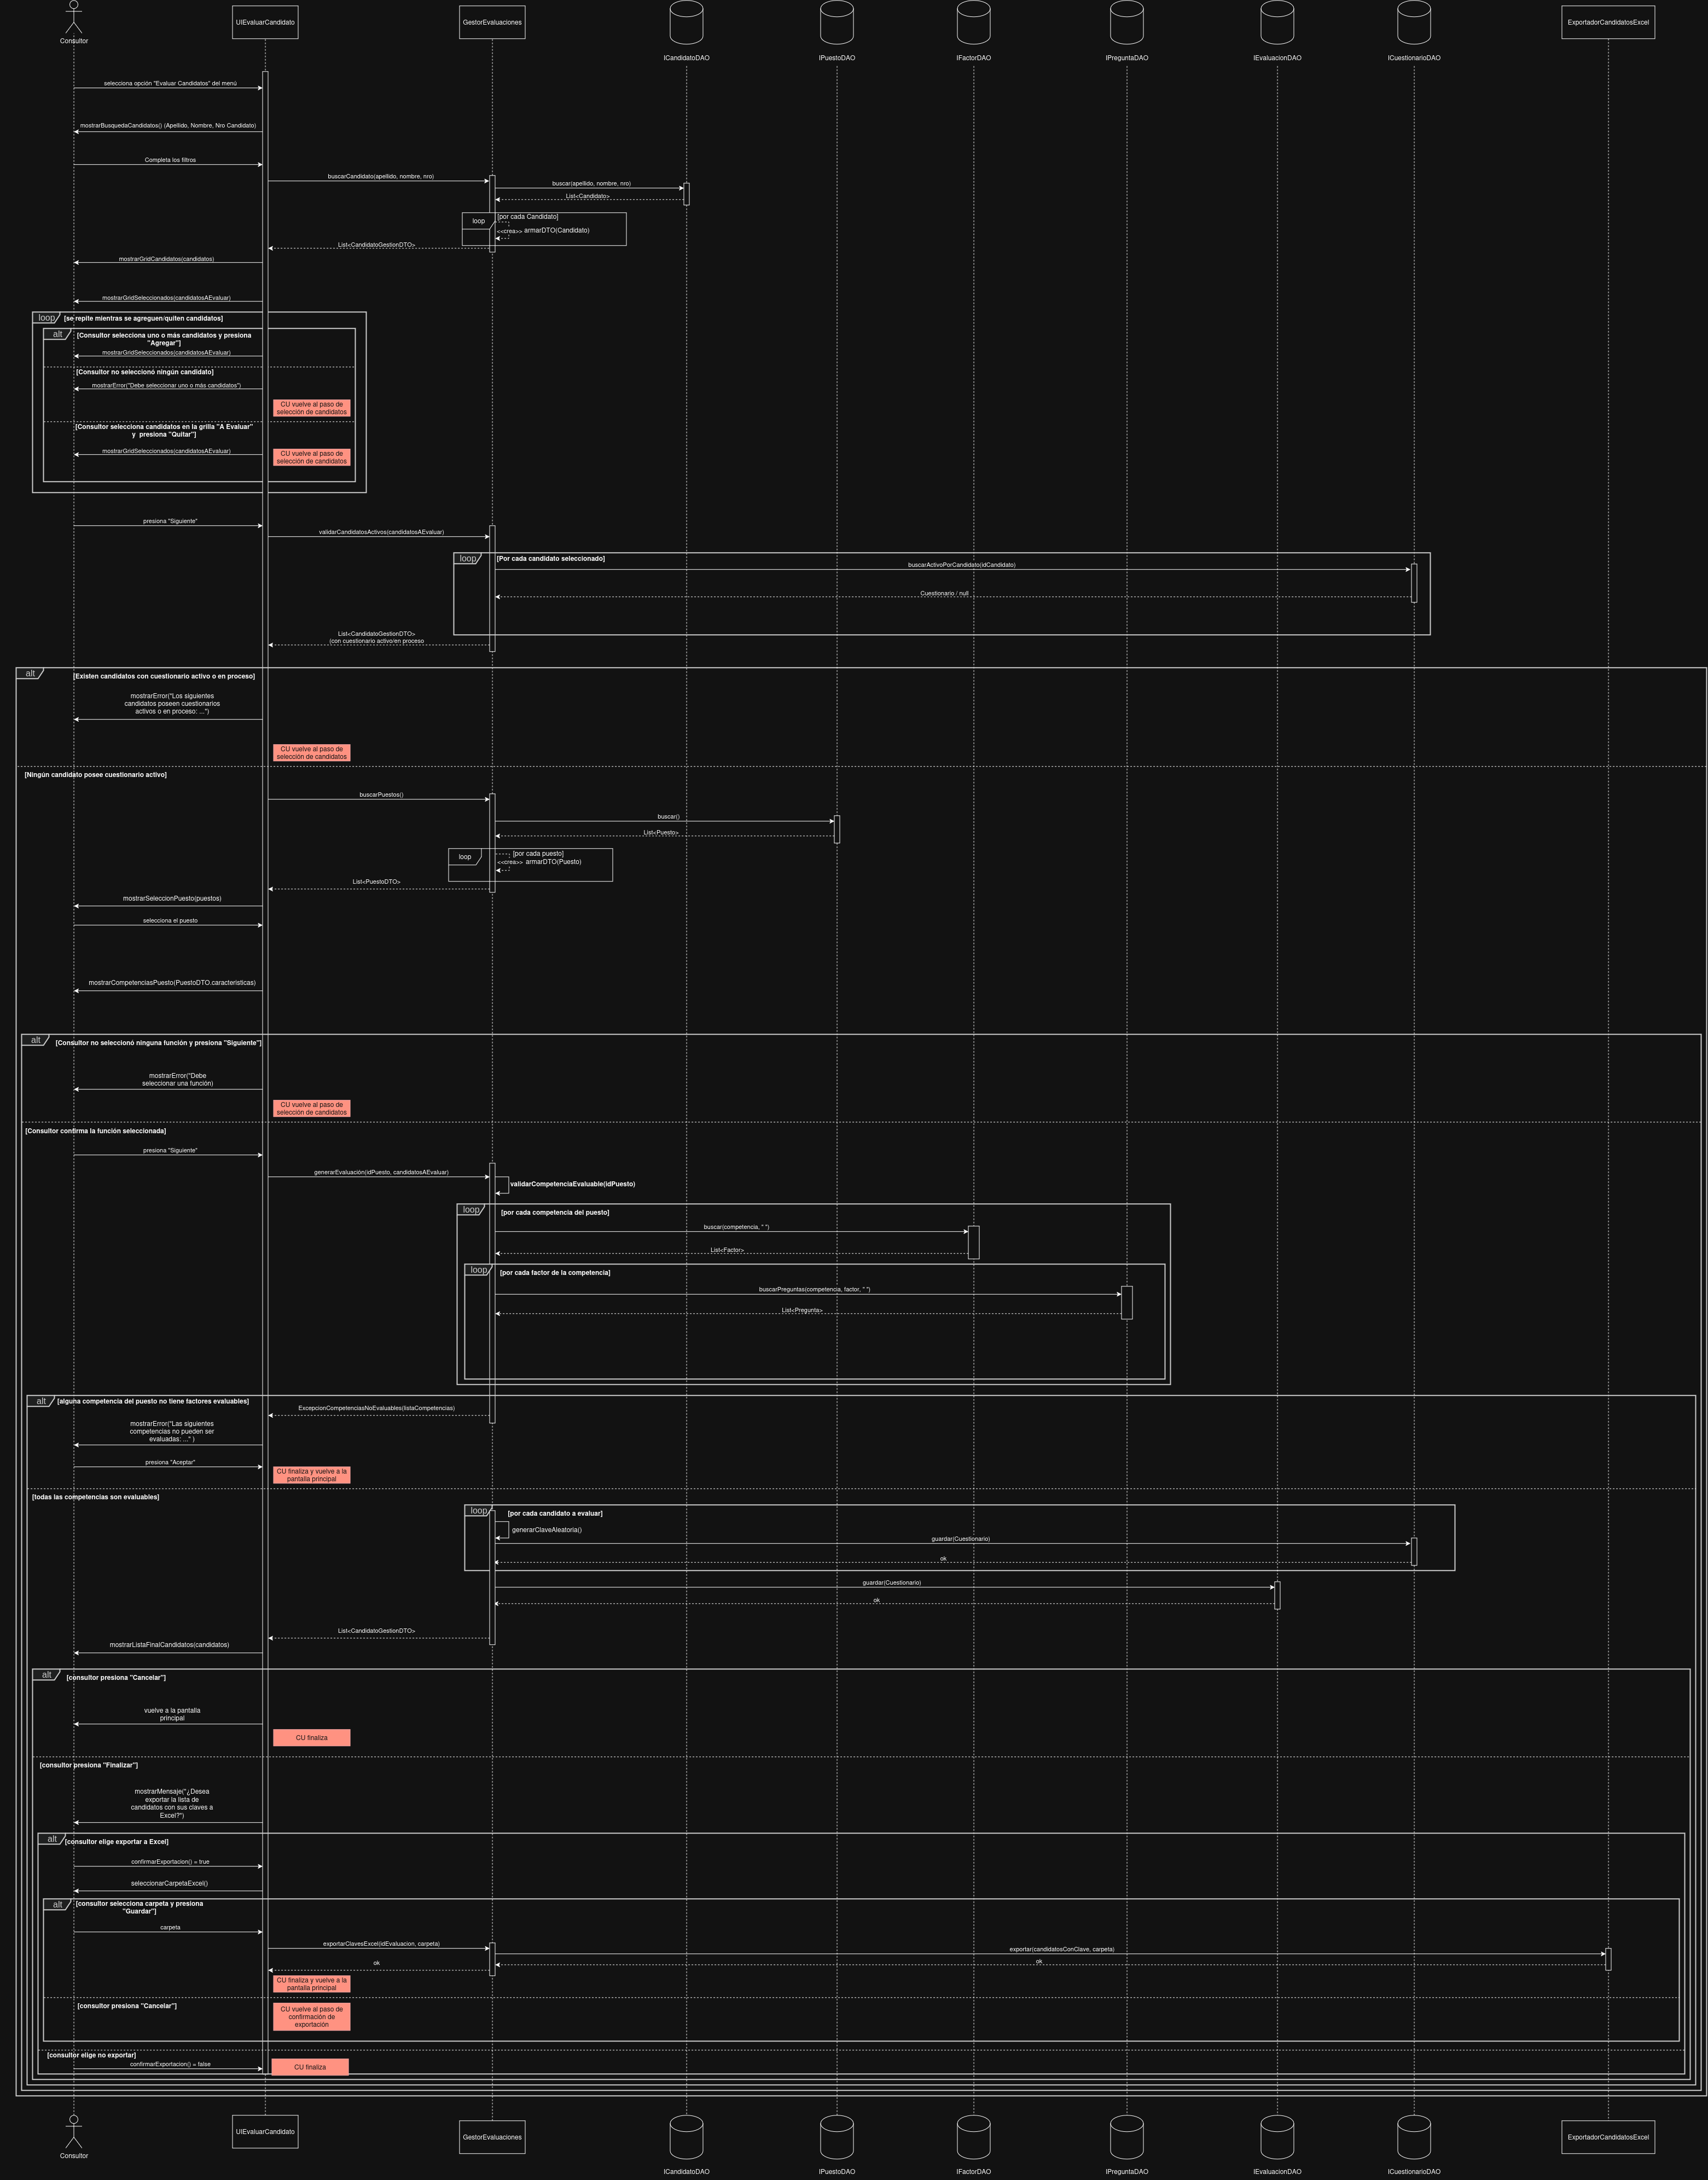 Consultor
UIEvaluarCandidato
GestorEvaluaciones
ICandidatoDAO
IPuestoDAO
IFactorDAO
IPreguntaDAO
IEvaluacionDAO
ICuestionarioDAO
ExportadorCandidatosExcel
selecciona opción "Evaluar Candidatos" del menú
mostrarBusquedaCandidatos() (Apellido, Nombre, Nro Candidato)
Completa los filtros
buscarCandidato(apellido, nombre, nro)
buscar(apellido, nombre, nro)
List<Candidato>
loop
[por cada Candidato]
<<crea>>
armarDTO(Candidato)
List<CandidatoGestionDTO>
mostrarGridCandidatos(candidatos)
mostrarGridSeleccionados(candidatosAEvaluar)
loop
[se repite mientras se agreguen/quiten candidatos]
alt
[Consultor selecciona uno o más candidatos y presiona
"Agregar"]
mostrarGridSeleccionados(candidatosAEvaluar)
[Consultor no seleccionó ningún candidato]
mostrarError("Debe seleccionar uno o más candidatos")
CU vuelve al paso de
selección de candidatos
[Consultor selecciona candidatos en la grilla "A Evaluar"
y presiona "Quitar"]
mostrarGridSeleccionados(candidatosAEvaluar)
CU vuelve al paso de
selección de candidatos
presiona "Siguiente"
validarCandidatosActivos(candidatosAEvaluar)
loop
[Por cada candidato seleccionado]
buscarActivoPorCandidato(idCandidato)
Cuestionario / null
List<CandidatoGestionDTO>
(con cuestionario activo/en proceso
alt
[Existen candidatos con cuestionario activo o en proceso]
mostrarError("Los siguientes
candidatos poseen cuestionarios
activos o en proceso: ...")
CU vuelve al paso de
selección de candidatos
[Ningún candidato posee cuestionario activo]
buscarPuestos()
buscar()
List<Puesto>
loop
[por cada puesto]
<<crea>>
armarDTO(Puesto)
List<PuestoDTO>
mostrarSeleccionPuesto(puestos)
selecciona el puesto
mostrarCompetenciasPuesto(PuestoDTO.caracteristicas)
alt
[Consultor no seleccionó ninguna función y presiona "Siguiente"]
mostrarError("Debe
seleccionar una función)
CU vuelve al paso de
selección de candidatos
[Consultor confirma la función seleccionada]
presiona "Siguiente"
generarEvaluación(idPuesto, candidatosAEvaluar)
validarCompetenciaEvaluable(idPuesto)
loop
[por cada competencia del puesto]
buscar(competencia, " ")
List<Factor>
loop
[por cada factor de la competencia]
buscarPreguntas(competencia, factor, " ")
List<Pregunta>
alt
[alguna competencia del puesto no tiene factores evaluables]
ExcepcionCompetenciasNoEvaluables(listaCompetencias)
mostrarError("Las siguientes
competencias no pueden ser
evaluadas: ..." )
presiona "Aceptar"
CU finaliza y vuelve a la
pantalla principal
[todas las competencias son evaluables]
loop
[por cada candidato a evaluar]
generarClaveAleatoria()
guardar(Cuestionario)
ok
guardar(Cuestionario)
ok
List<CandidatoGestionDTO>
mostrarListaFinalCandidatos(candidatos)
alt
[consultor presiona "Cancelar"]
vuelve a la pantalla
principal
CU finaliza
[consultor presiona "Finalizar"]
mostrarMensaje("¿Desea
exportar la lista de
candidatos con sus claves a
Excel?")
alt
[consultor elige exportar a Excel]
confirmarExportacion() = true
seleccionarCarpetaExcel()
alt
[consultor selecciona carpeta y presiona
"Guardar"]
carpeta
exportarClavesExcel(idEvaluacion, carpeta)
exportar(candidatosConClave, carpeta)
ok
ok
CU finaliza y vuelve a la
pantalla principal
[consultor presiona "Cancelar"]
CU vuelve al paso de
confirmación de
exportación
[consultor elige no exportar]
confirmarExportacion() = false
CU finaliza
Consultor
UIEvaluarCandidato
GestorEvaluaciones
ICandidatoDAO
IPuestoDAO
IFactorDAO
IPreguntaDAO
IEvaluacionDAO
ICuestionarioDAO
ExportadorCandidatosExcel